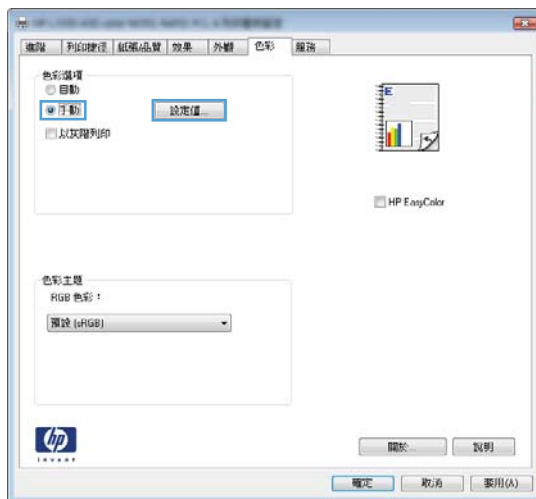 進階 列印捷徑 紙張/品質 效果 外觀 色彩 服務
色彩選項
自動
手動
設定值...
以灰階列印
E
HP EasyColor
色彩主題
RGB 色彩：
預設 (sRGB)
hp
invent
關於...
說明
確定
取消
套用(A)